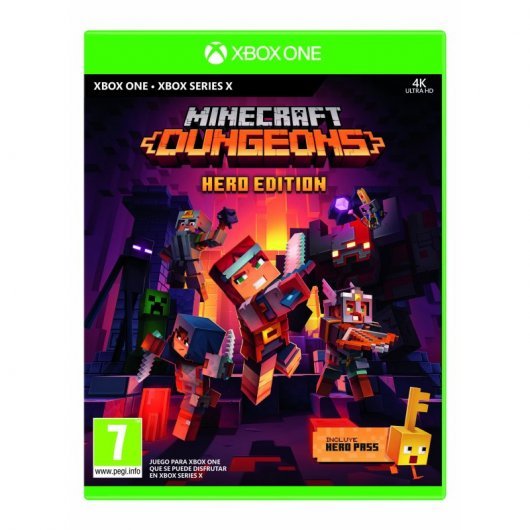 XBOX ONE
XBOX ONE • XBOX SERIES X
4K
ULTRA HD
MINECRAFT
DUNGEONS
HERO EDITION
7
www.pegi.info
JUEGO PARA XBOX ONE
QUE SE PUEDE DISFRUTAR
EN XBOX SERIES X
INCLUYE
HERO PASS